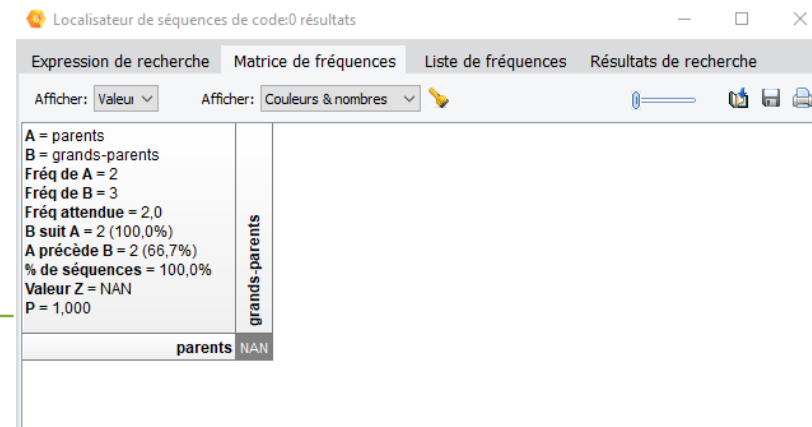 Localisateur de séquences de code:0 résultats
Expression de recherche Matrice de fréquences Liste de fréquences Résultats de recherche
Afficher: Valeu Afficher: Couleurs & nombres
A = parents
B = grands-parents
Fréq de A = 2
Fréq de B = 3
Fréq attendue = 2,0
B suit A = 2 (100,0%)
A précède B = 2 (66,7%)
% de séquences = 100,0%
Valeur Z = NAN
P = 1,000
grands-parents
parents NAN